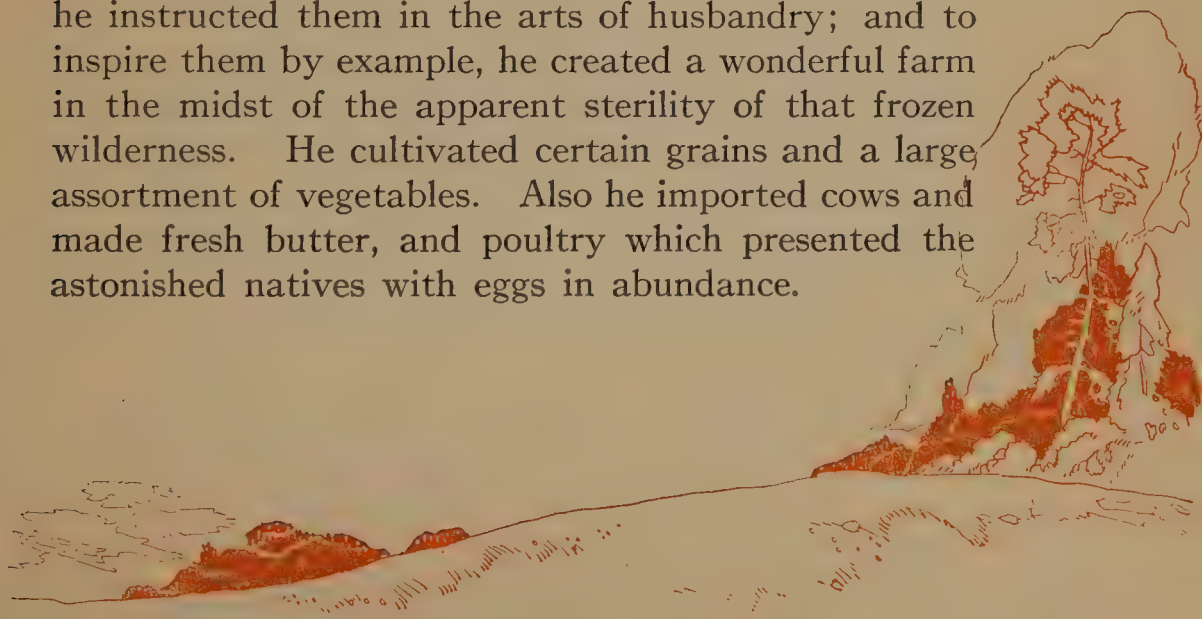 he instructed them in the arts of husbandry; and to
inspire them by example, he created a wonderful farm
in the midst of the apparent sterility of that frozen
wilderness. He cultivated certain grains and a large
assortment of vegetables. Also he imported cows and
made fresh butter, and poultry which presented the
astonished natives with eggs in abundance.